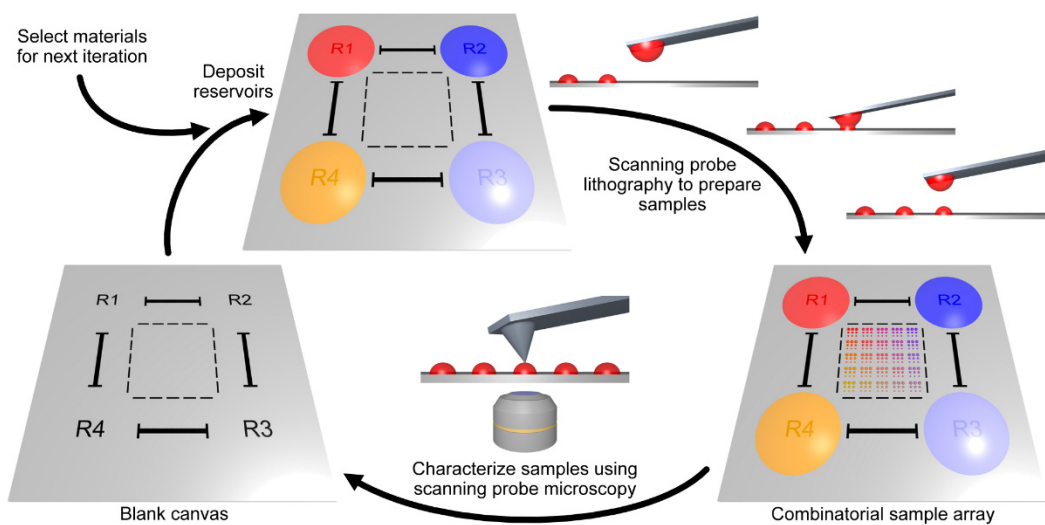 Select materials
for next iteration
Deposit
reservoirs
R1
R2
R4
R3
Scanning probe
lithography to prepare
samples
R1
R2
R4
R3
Blank canvas
R1
R2
R4
R3
Combinatorial sample array
Characterize samples using
scanning probe microscopy